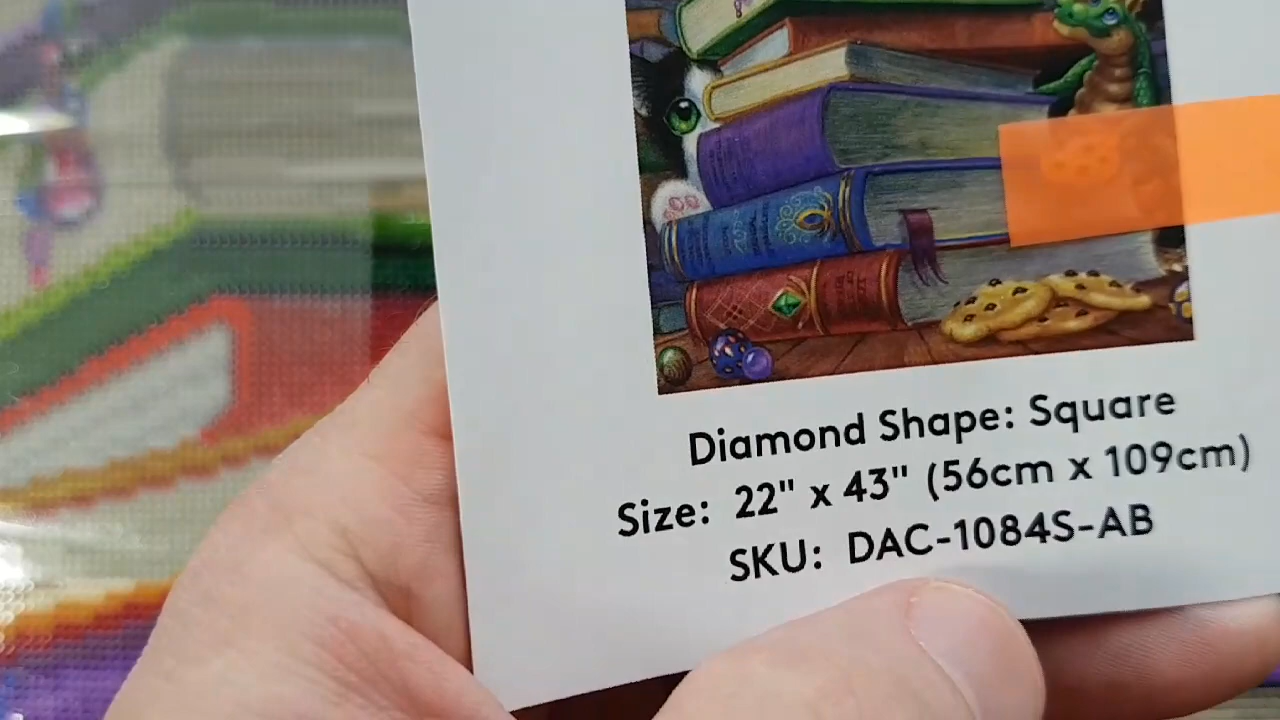 Diamond Shape: Square
Size: 22" x 43" (56cm x 109cm)
SKU: DAC-1084S-AB